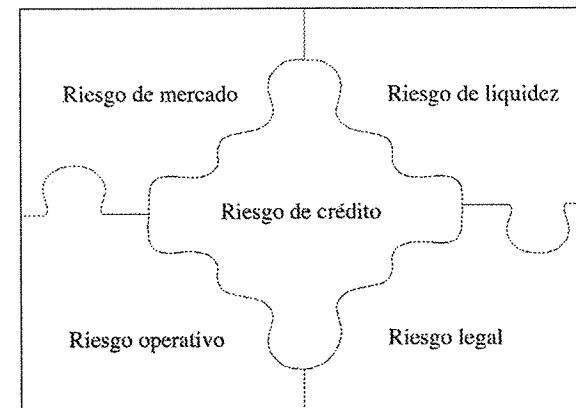 Riesgo de mercado
Riesgo de liquidez
Riesgo de crédito
Riesgo operativo
Riesgo legal